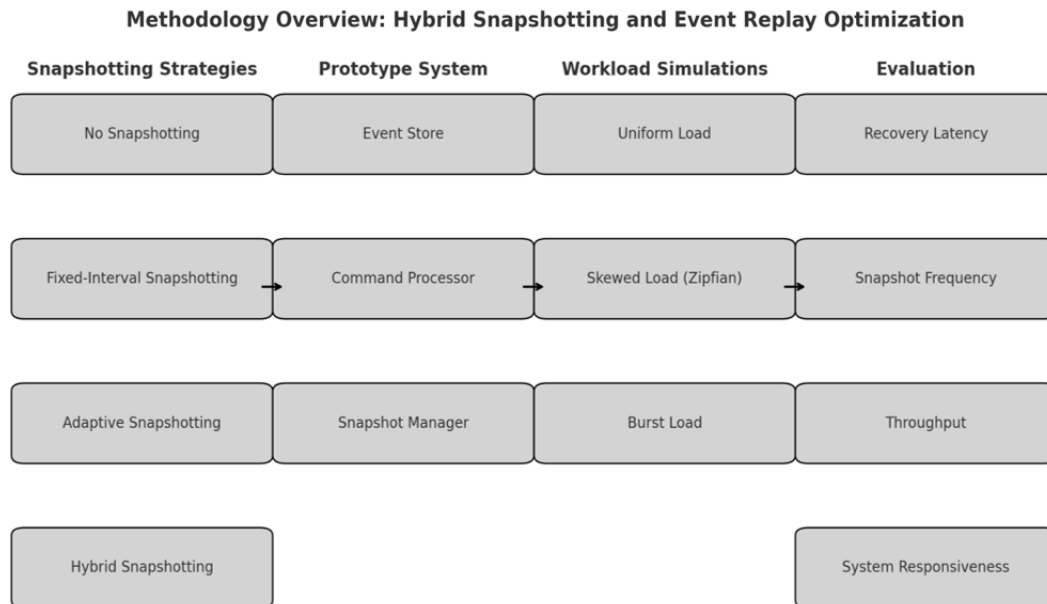 Methodology Overview: Hybrid Snapshotting and Event Replay Optimization
Snapshotting Strategies
Prototype System
Workload Simulations
Evaluation
No Snapshotting
Event Store
Uniform Load
Recovery Latency
Fixed-Interval Snapshotting
Command Processor
Skewed Load (Zipfian)
Snapshot Frequency
Adaptive Snapshotting
Snapshot Manager
Burst Load
Throughput
Hybrid Snapshotting
System Responsiveness